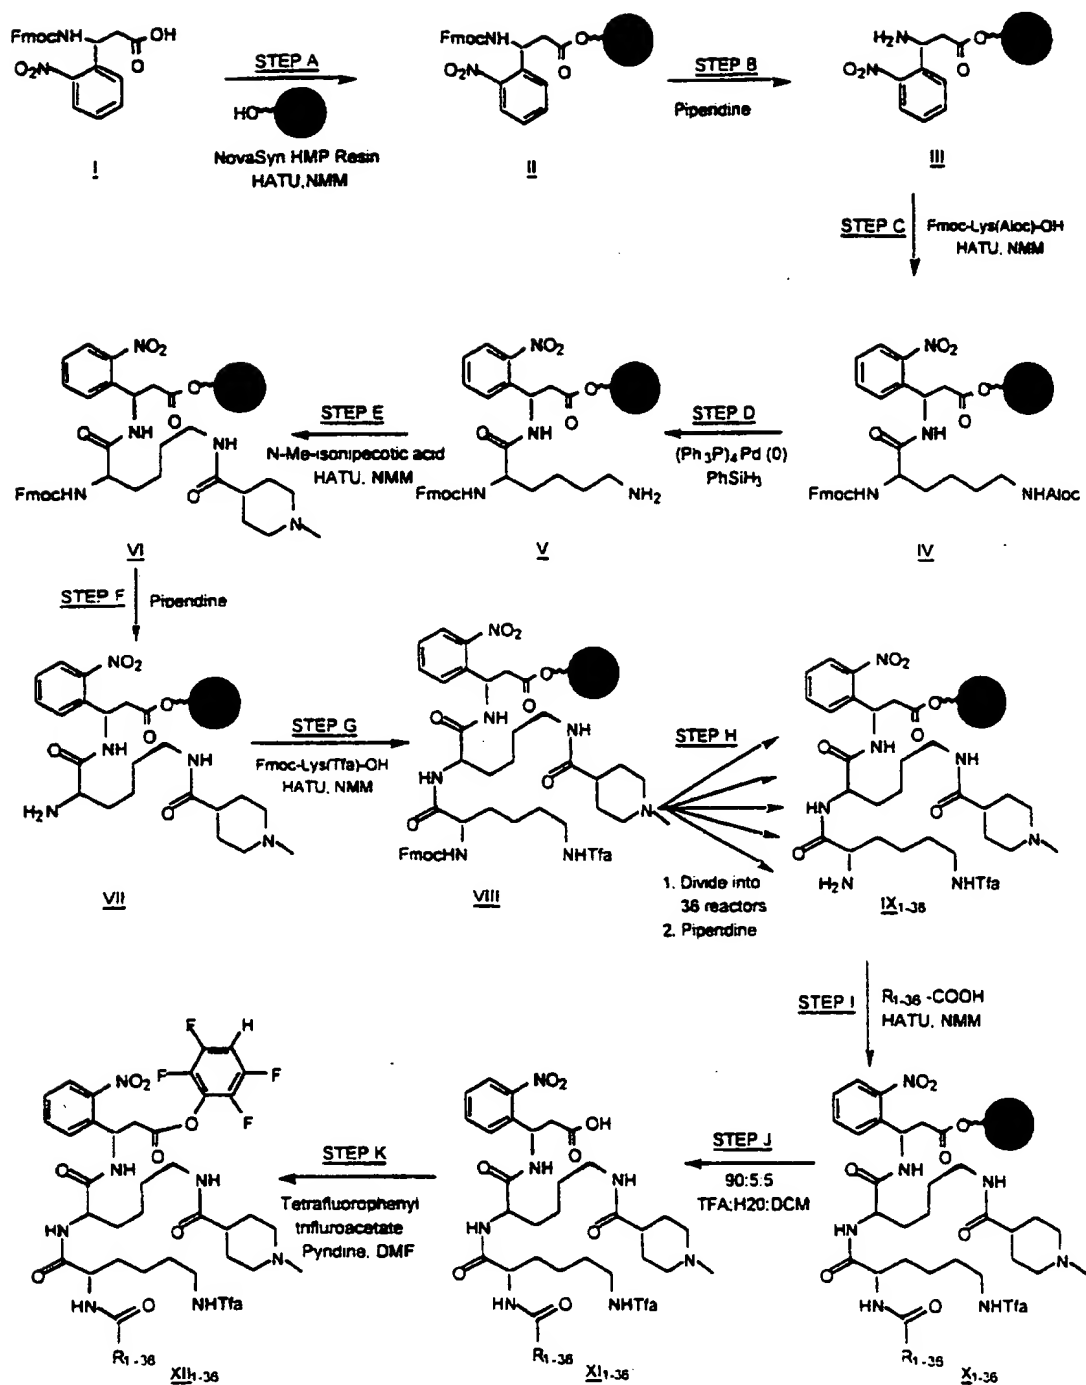 FmocHN
OH
O
O2N
I
STEP A
HO
NovaSyn HMP Resin
HATU,NMM
FmocHN
O
O
O2N
II
STEP B
Piperidine
H2N
O
O
O2N
III
STEP C
Fmoc-Lys(Aloc)-OH
HATU, NMM
NO2
O
O
O
NH
FmocHN
NHAloc
IV
STEP D
(Ph3P)4Pd (0)
PhSiH3
NO2
O
O
O
NH
FmocHN
NH2
V
STEP E
N-Me-isonipecotic acid
HATU, NMM
NO2
O
O
O
NH
NH
FmocHN
O
N
VI
STEP F
Piperidine
NO2
O
O
O
NH
NH
H2N
O
N
VII
STEP G
Fmoc-Lys(Tfa)-OH
HATU, NMM
NO2
O
O
O
NH
NH
HN
O
O
N
FmocHN
NHTfa
VIII
STEP H
1. Divide into
36 reactors
2. Piperidine
NO2
O
O
O
NH
NH
HN
O
O
N
H2N
NHTfa
IX1-36
STEP I
R1-36 -COOH
HATU, NMM
NO2
O
O
O
NH
NH
HN
O
O
N
HN
O
NHTfa
R1-36
X1-36
STEP J
90:5:5
TFA:H20:DCM
NO2
OH
O
O
NH
NH
HN
O
O
N
HN
O
NHTfa
R1-36
XI1-36
STEP K
Tetrafluorophenyl
trifluroacetate
Pyridine, DMF
F
H
F
F
F
NO2
O
O
O
NH
NH
HN
O
O
N
HN
O
NHTfa
R1-36
XII1-36